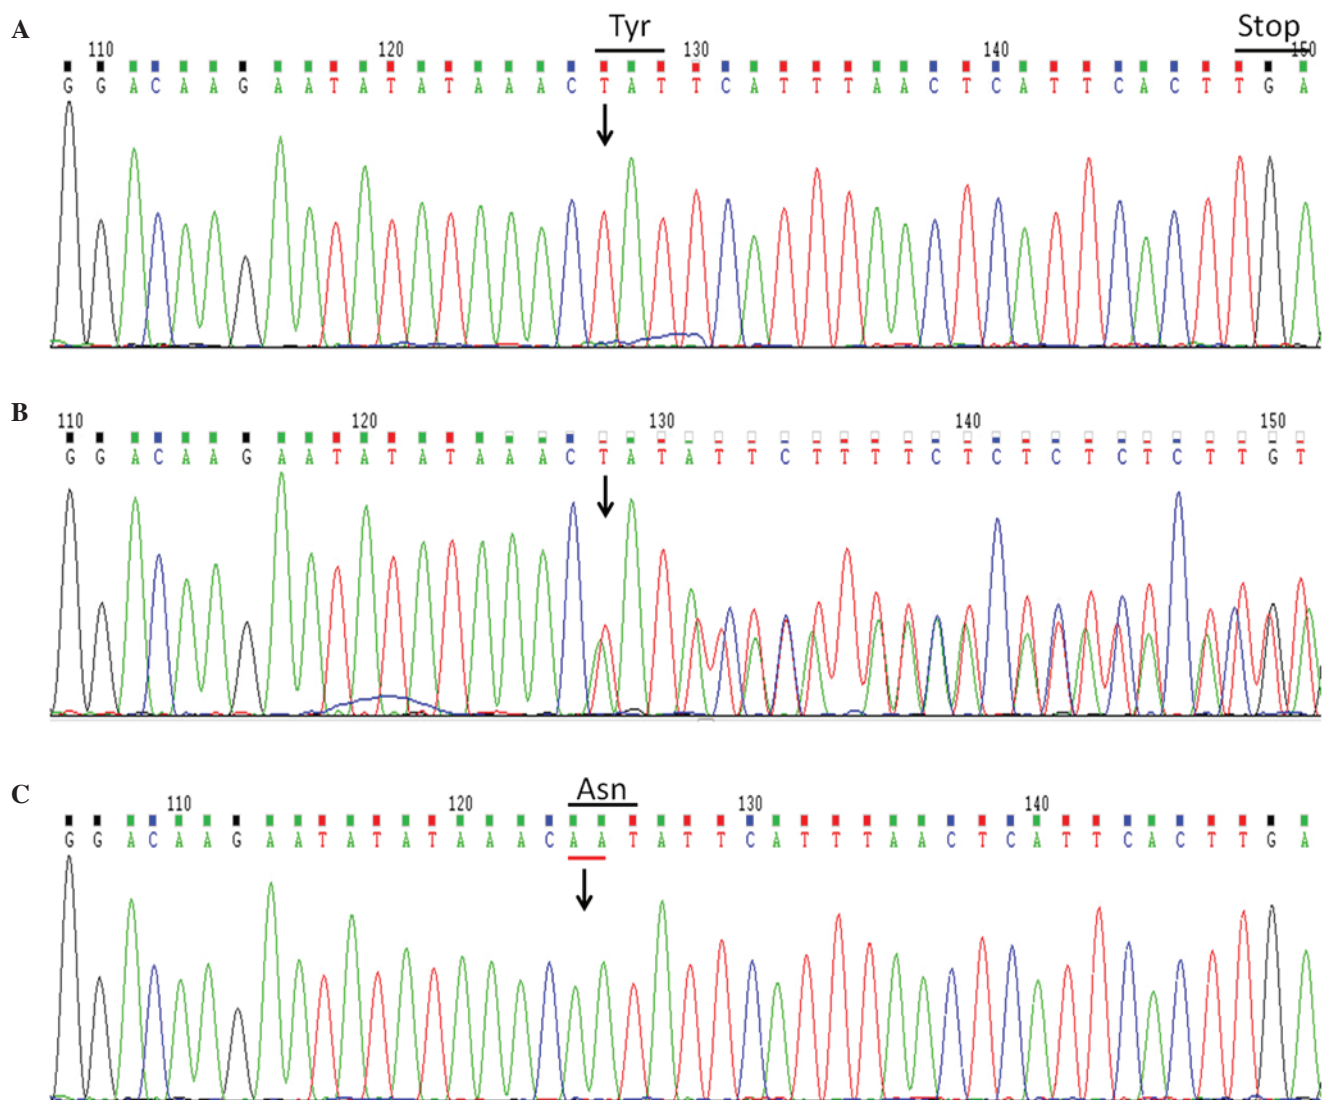 A
Tyr Stop
110 120 130 140 150
G G A C A A G A A T A T A T A A A C T A T T C A T T T A A C T C A T T C A C T T G A
B
110 120 130 140 150
G G A C A A G A A T A T A T A A A C T A T A T T C T T T T C T C T C T C T C T T G T
C
Asn
110 120 130 140
G G A C A A G A A T A T A T A A A C A A T A T T C A T T T A A C T C A T T C A C T T G A